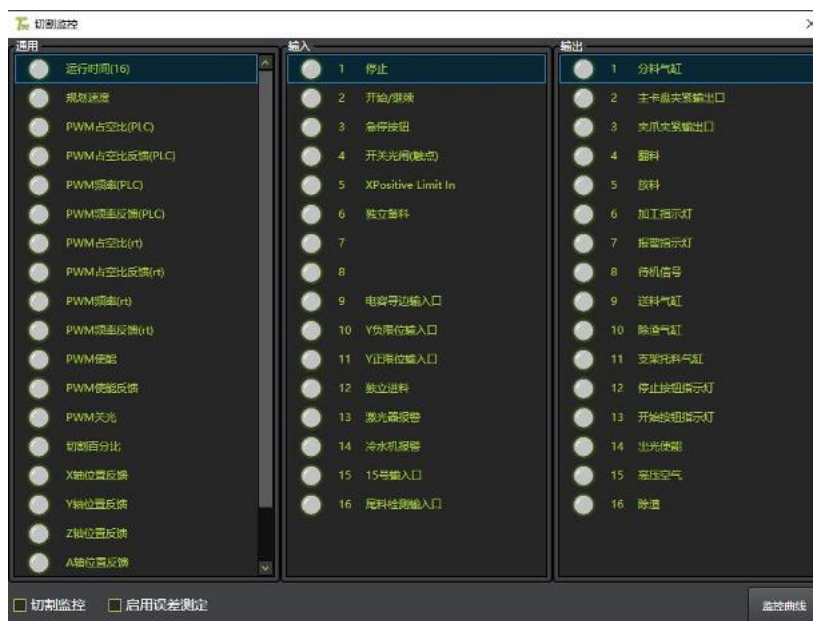 切割监控
通用
运行时间(16)
规划速度
PWM占空比(PLC)
PWM占空比反馈(PLC)
PWM频率(PLC)
PWM频率反馈(PLC)
PWM占空比(rt)
PWM占空比反馈(rt)
PWM频率(rt)
PWM频率反馈(rt)
PWM使能
PWM使能反馈
PWM关光
切割百分比
X轴位置反馈
Y轴位置反馈
Z轴位置反馈
A轴位置反馈
输入
1 停止
2 开始/继续
3 急停按钮
4 开关光闸(触点)
5 XPositive Limit In
6 独立备料
7
8
9 电容寻边输入口
10 Y负限位输入口
11 Y正限位输入口
12 独立进料
13 激光器报警
14 冷水机报警
15 15号输入口
16 尾料检测输入口
输出
1 分料气缸
2 主卡盘夹紧输出口
3 夹爪夹紧输出口
4 翻料
5 放料
6 加工指示灯
7 报警指示灯
8 待机信号
9 送料气缸
10 除渣气缸
11 支架托料气缸
12 停止按钮指示灯
13 开始按钮指示灯
14 出光使能
15 高压空气
16 除渣
切割监控
启用误差测定
监控曲线